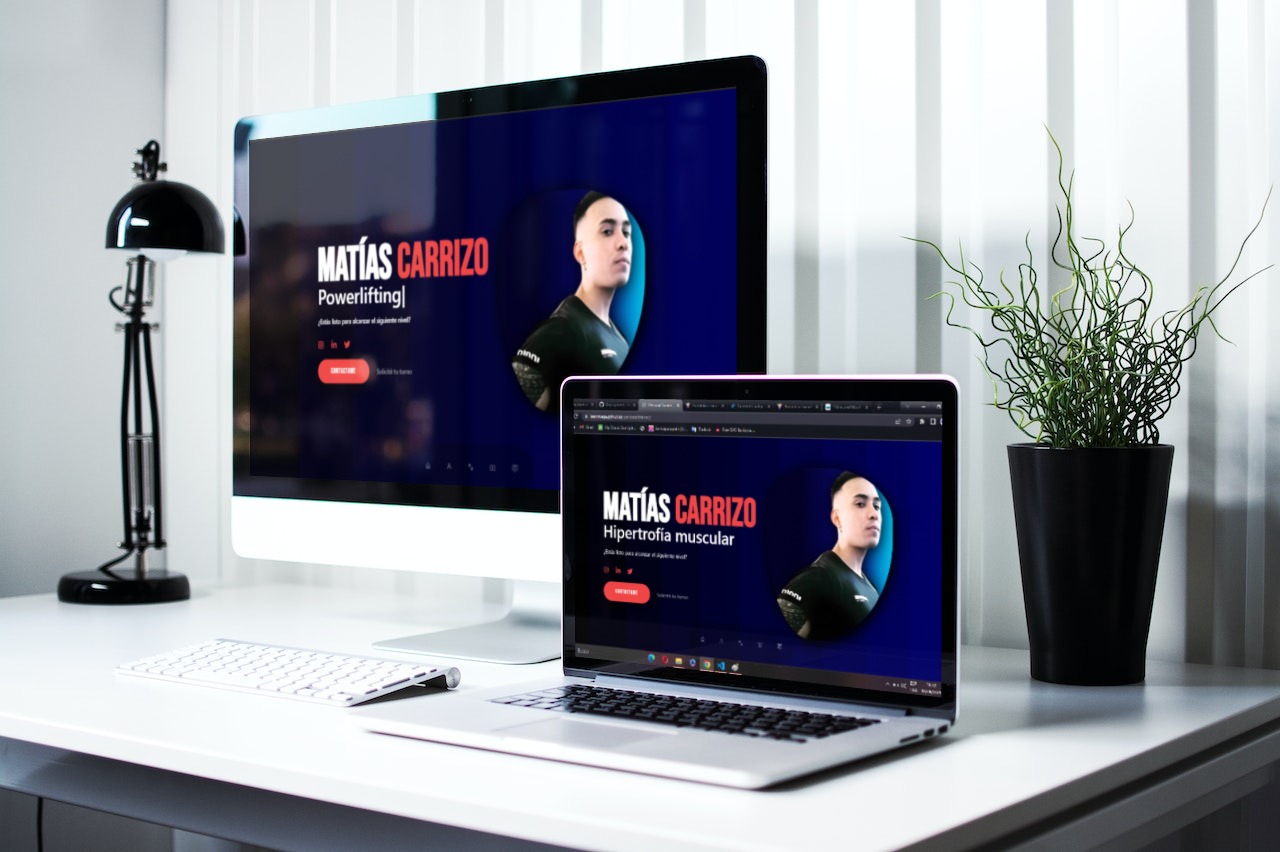 MATÍAS CARRIZO
Powerlifting|
¿Estás listo para alcanzar el siguiente nivel?
CONTACTAME
Solicitá tu turno
MATÍAS CARRIZO
Hipertrofia muscular
¿Estás listo para alcanzar el siguiente nivel?
CONTACTAME
Solicitá tu turno